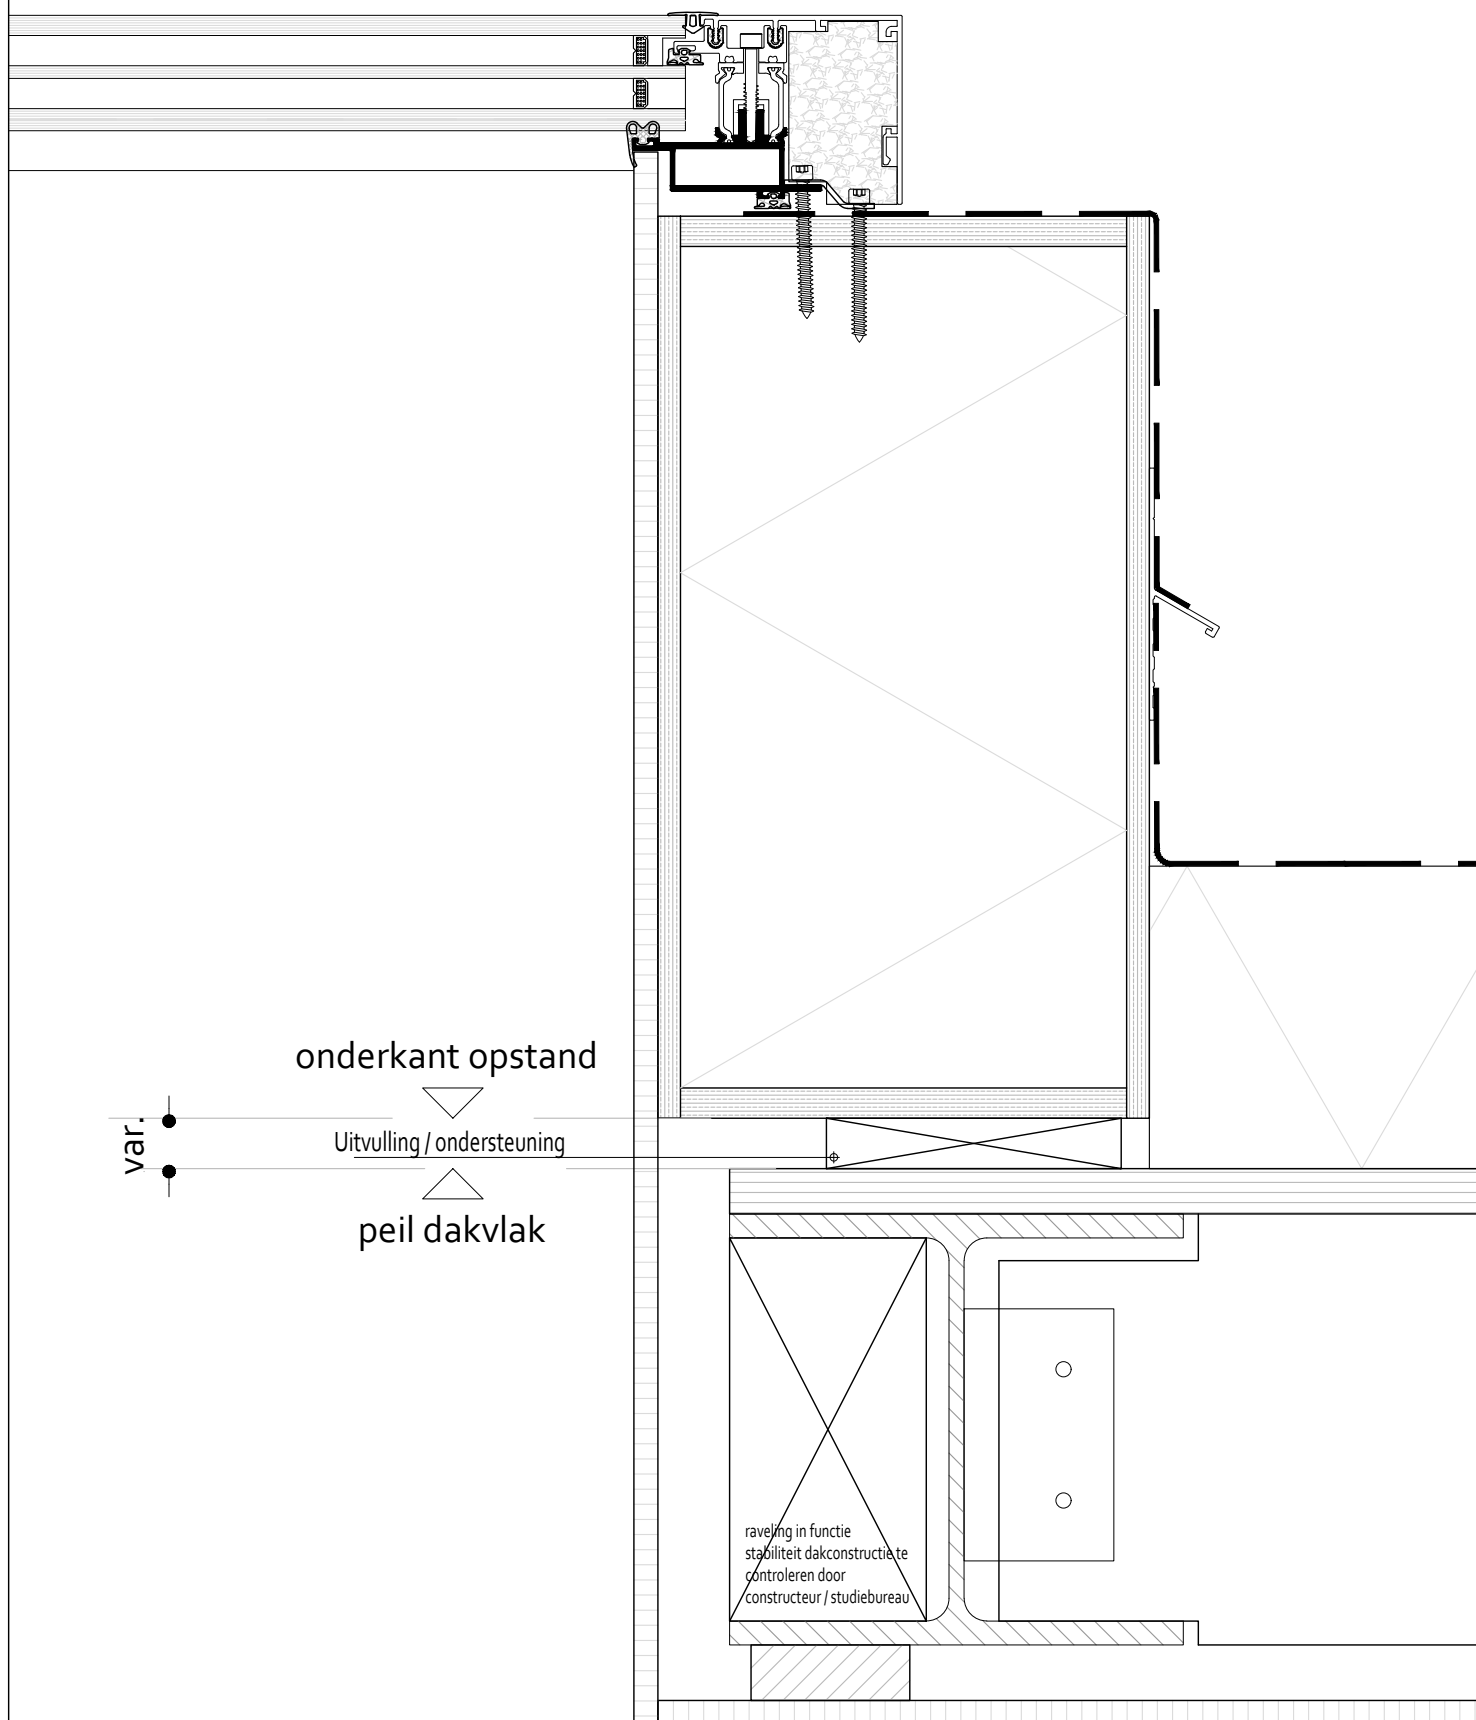 onderkant opstand
var.
Uitvulling / ondersteuning
peil dakvlak
raveling in functie
stabiliteit dakconstructie te
controleren door
constructeur / studiebureau